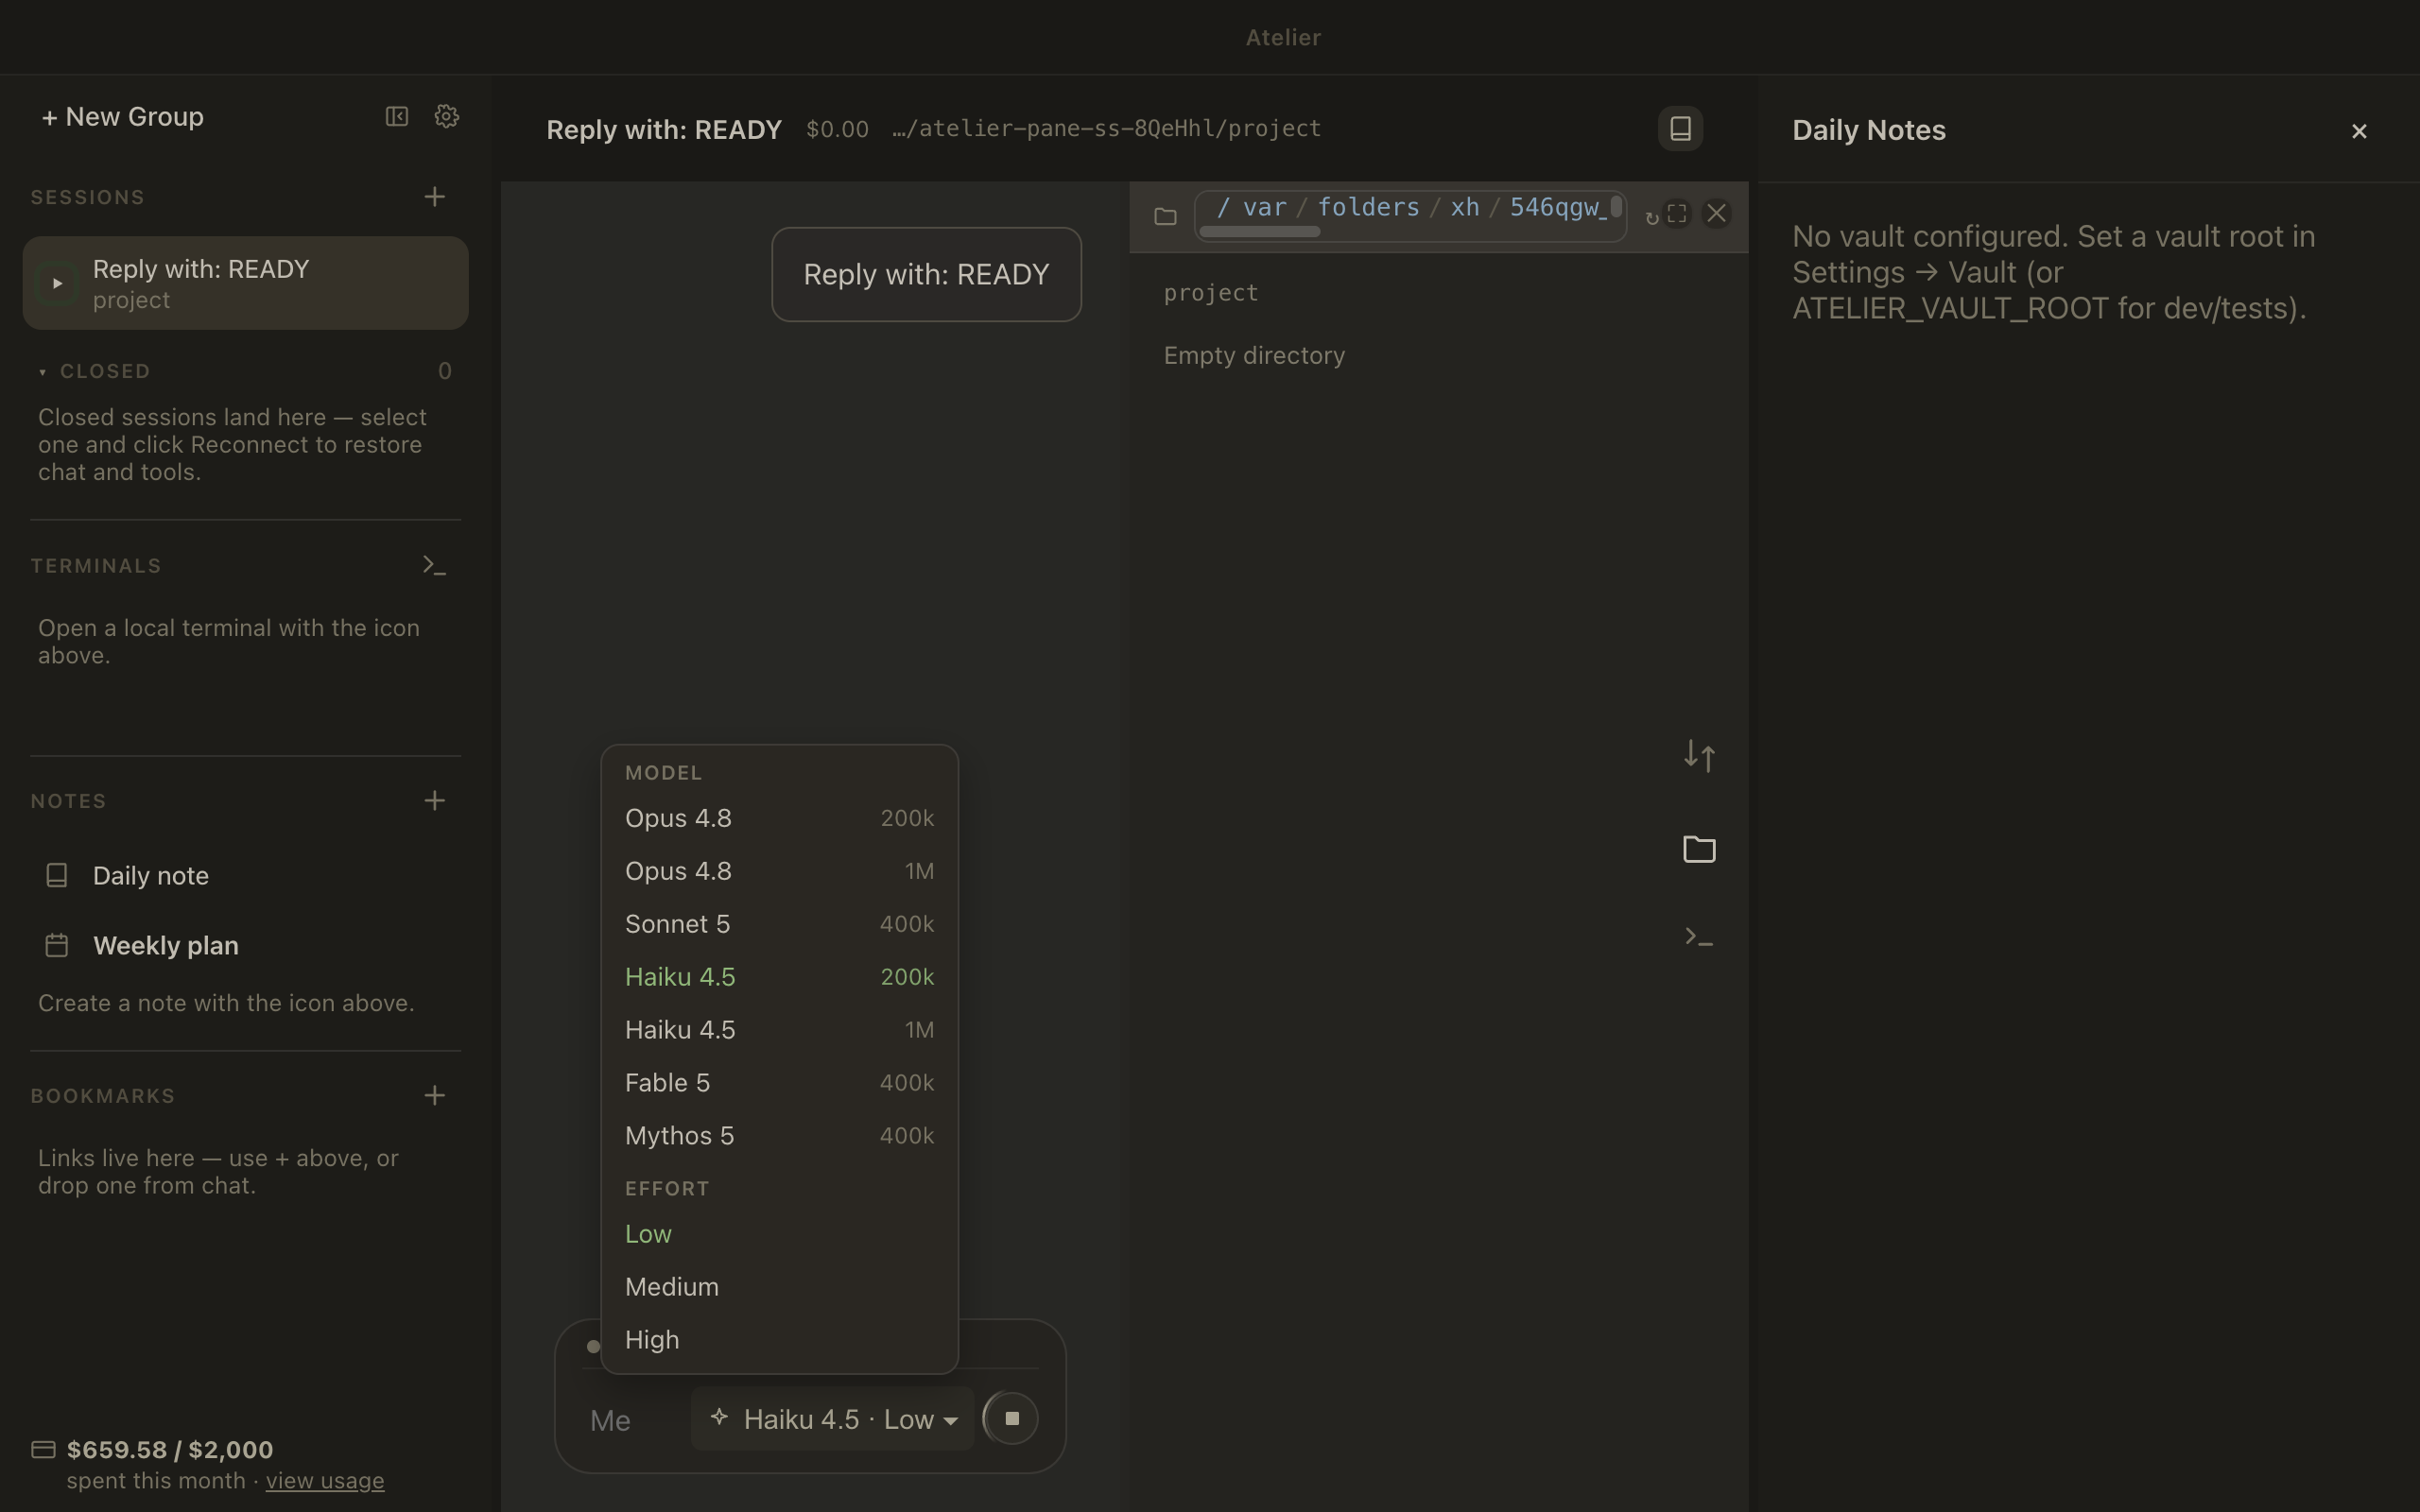 Atelier
+ New Group
SESSIONS
Reply with: READY
project
CLOSED 0
Closed sessions land here — select
one and click Reconnect to restore
chat and tools.
TERMINALS
Open a local terminal with the icon
above.
NOTES
Daily note
Weekly plan
Create a note with the icon above.
BOOKMARKS
Links live here — use + above, or
drop one from chat.
$659.58 / $2,000
spent this month · view usage
Reply with: READY $0.00 …/atelier-pane-ss-8QeHhl/project
Reply with: READY
MODEL
Opus 4.8 200k
Opus 4.8 1M
Sonnet 5 400k
Haiku 4.5 200k
Haiku 4.5 1M
Fable 5 400k
Mythos 5 400k
EFFORT
Low
Medium
High
Me
Haiku 4.5 · Low
/ var / folders / xh / 546qgw_
project
Empty directory
Daily Notes
No vault configured. Set a vault root in
Settings → Vault (or
ATELIER_VAULT_ROOT for dev/tests).